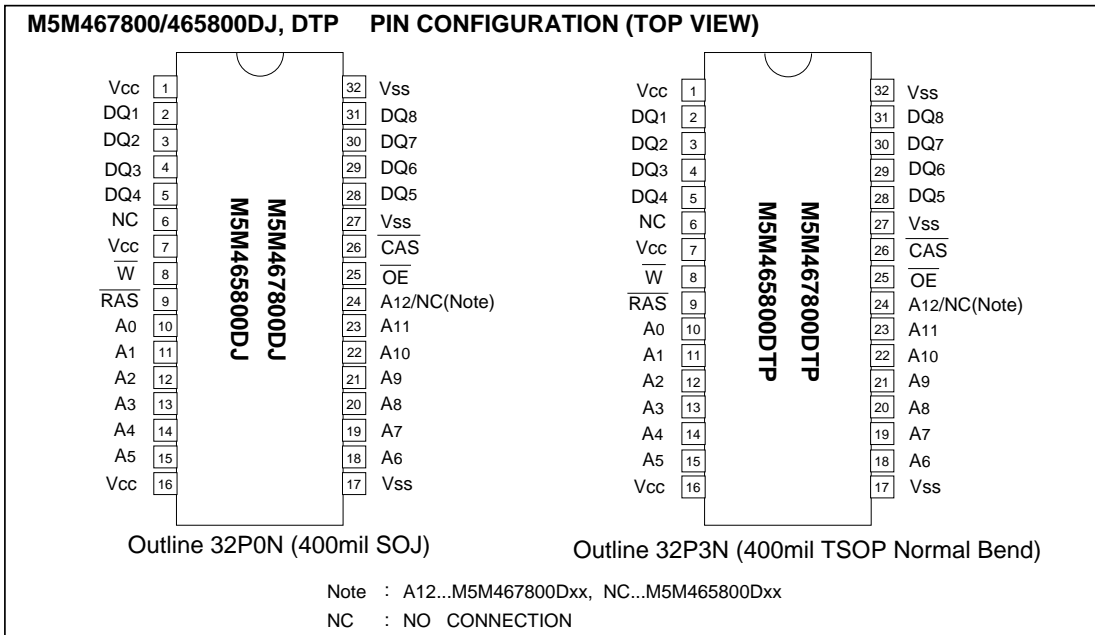 M5M467800/465800DJ, DTP PIN CONFIGURATION (TOP VIEW)
Vcc 1 32 Vss
DQ1 2 31 DQ8
DQ2 3 30 DQ7
DQ3 4 29 DQ6
DQ4 5 28 DQ5
NC 6 27 Vss
Vcc 7 26 CAS
W 8 25 OE
RAS 9 24 A12/NC(Note)
A0 10 23 A11
A1 11 22 A10
A2 12 21 A9
A3 13 20 A8
A4 14 19 A7
A5 15 18 A6
Vcc 16 17 Vss
M5M467800DJ
M5M465800DJ
Outline 32P0N (400mil SOJ)
Vcc 1 32 Vss
DQ1 2 31 DQ8
DQ2 3 30 DQ7
DQ3 4 29 DQ6
DQ4 5 28 DQ5
NC 6 27 Vss
Vcc 7 26 CAS
W 8 25 OE
RAS 9 24 A12/NC(Note)
A0 10 23 A11
A1 11 22 A10
A2 12 21 A9
A3 13 20 A8
A4 14 19 A7
A5 15 18 A6
Vcc 16 17 Vss
M5M467800DTP
M5M465800DTP
Outline 32P3N (400mil TSOP Normal Bend)
Note : A12...M5M467800Dxx, NC...M5M465800Dxx
NC : NO CONNECTION